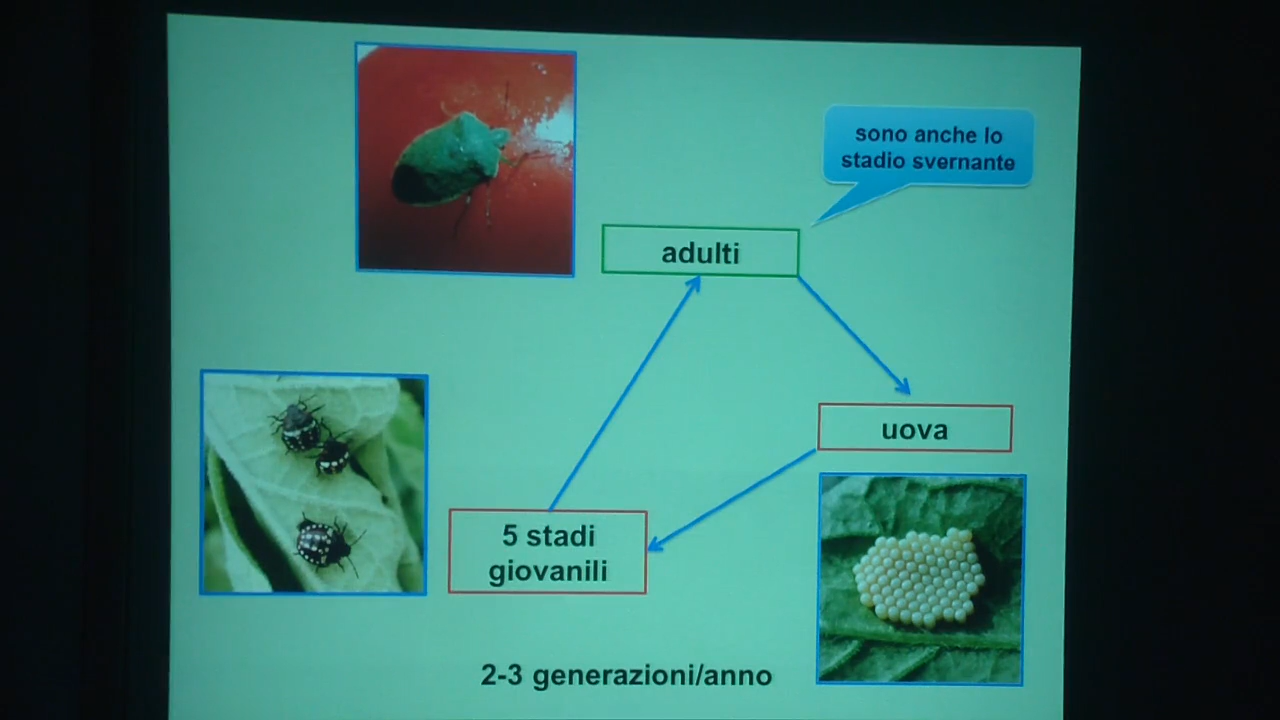 sono anche lo
stadio svernante
adulti
uova
5 stadi
giovanili
2-3 generazioni/anno